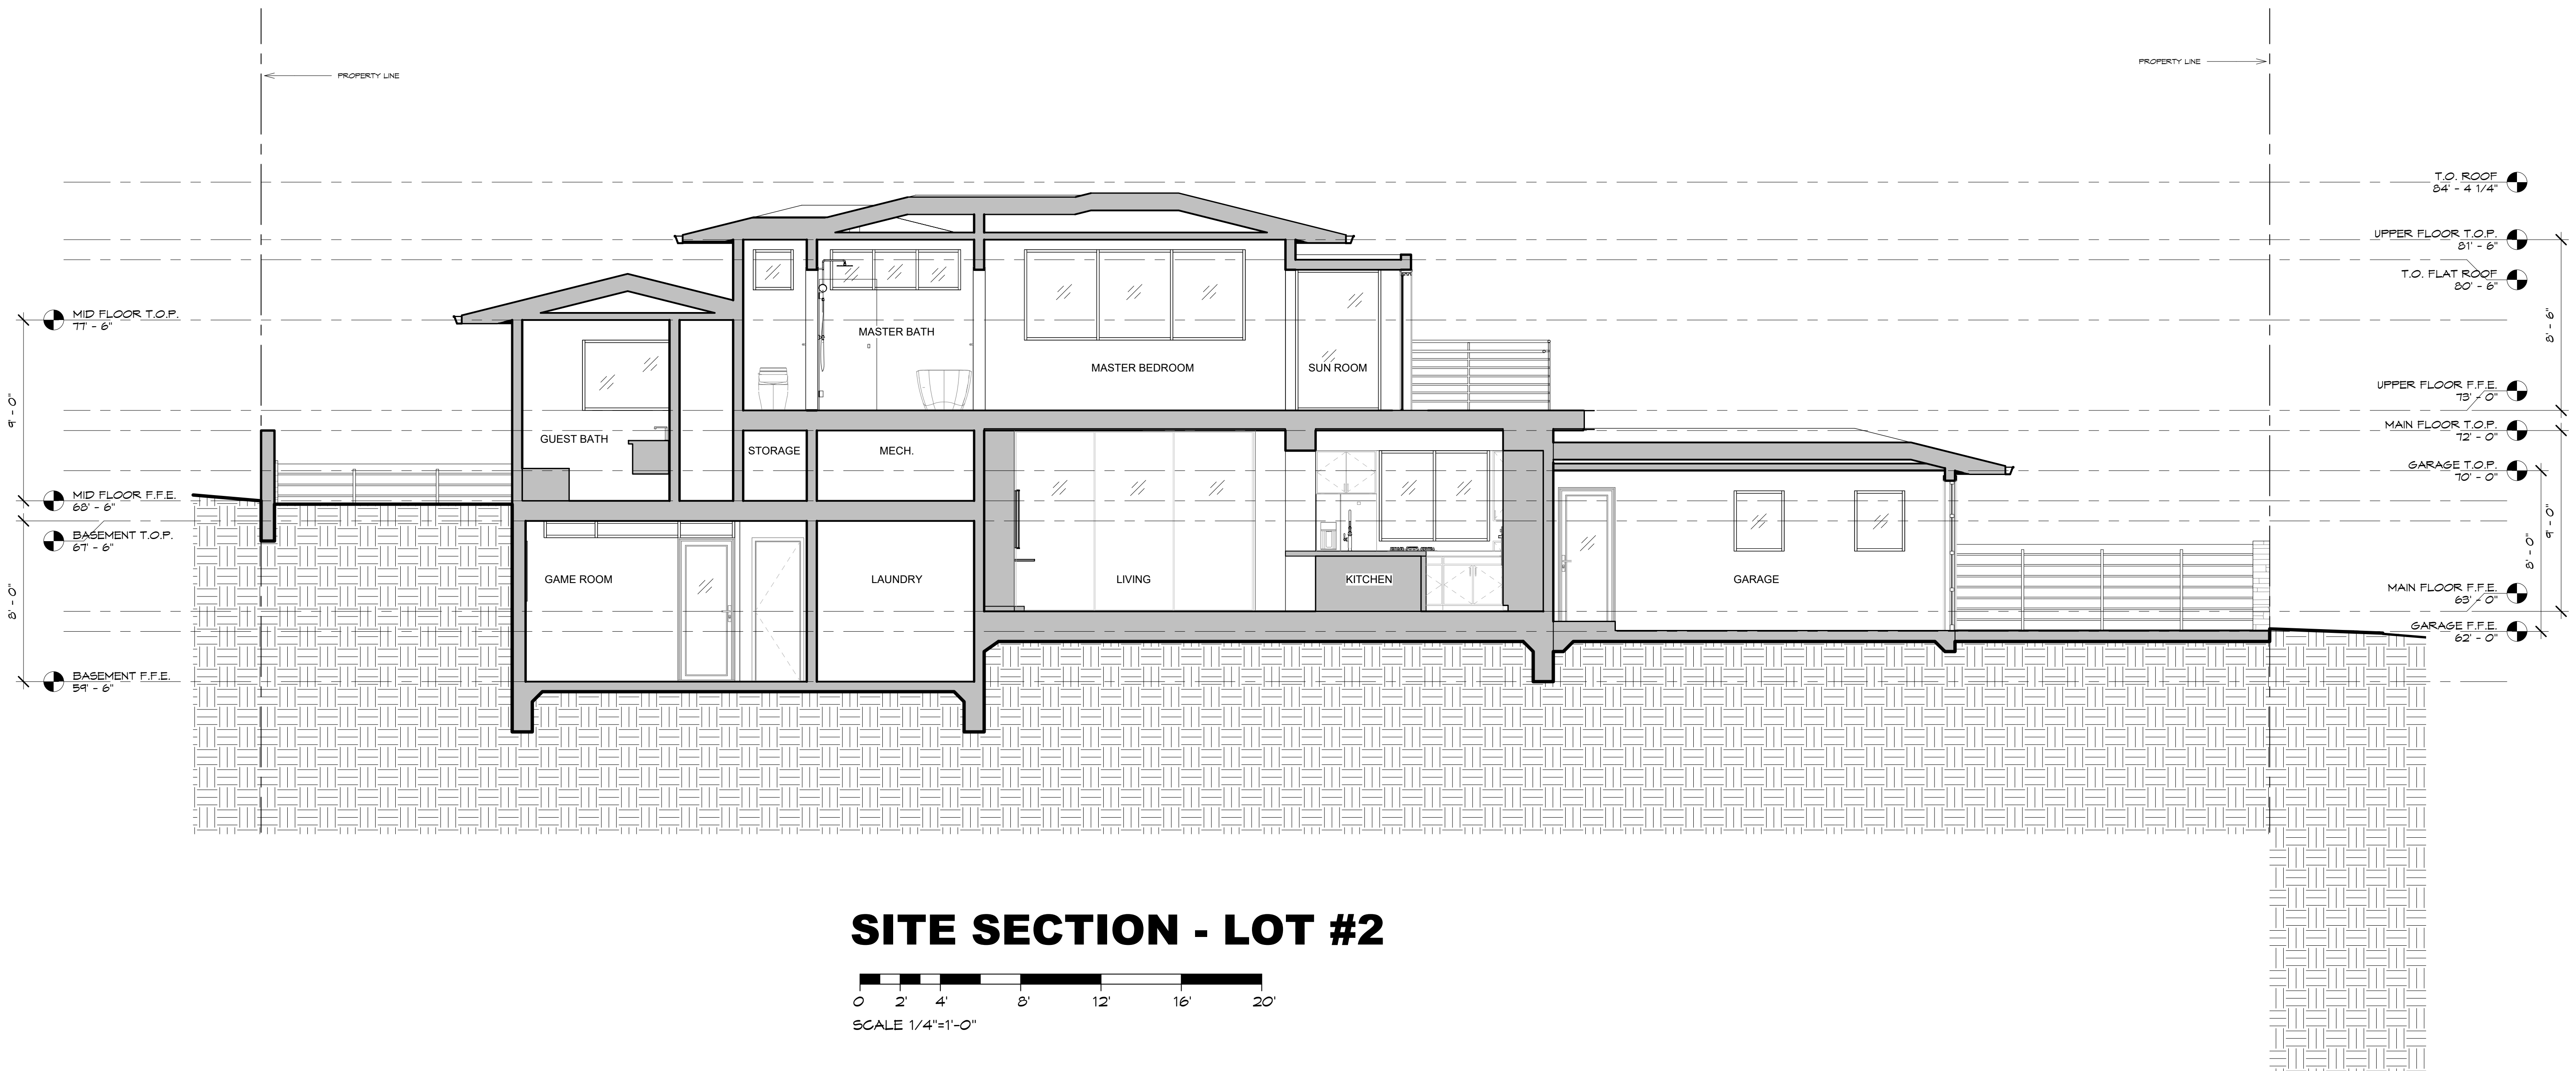 PROPERTY LINE
PROPERTY LINE
T.O. ROOF
84' - 4 1/4"
UPPER FLOOR T.O.P.
81' - 6"
T.O. FLAT ROOF
80' - 6"
MID FLOOR T.O.P.
77' - 6"
8' - 6"
MASTER BATH
MASTER BEDROOM
SUN ROOM
UPPER FLOOR F.F.E.
73' - 0"
9' - 0"
GUEST BATH
STORAGE
MECH.
MAIN FLOOR T.O.P.
72' - 0"
GARAGE T.O.P.
70' - 0"
MID FLOOR F.F.E.
68' - 6"
BASEMENT T.O.P.
67' - 6"
9' - 0"
8' - 0"
GAME ROOM
LAUNDRY
LIVING
KITCHEN
GARAGE
8' - 0"
MAIN FLOOR F.F.E.
63' - 0"
GARAGE F.F.E.
62' - 0"
BASEMENT F.F.E.
59' - 6"
SITE SECTION - LOT #2
0 2' 4' 8' 12' 16' 20'
SCALE 1/4"=1'-0"